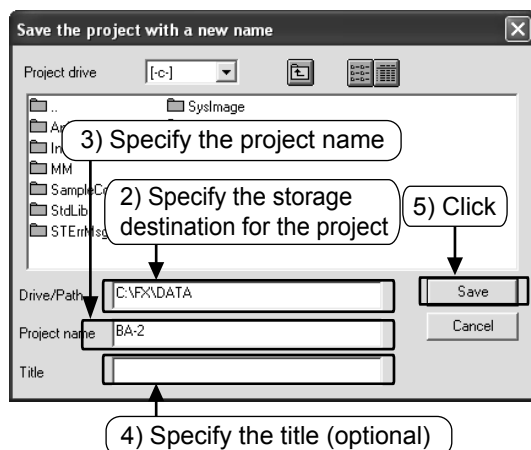 Save the project with a new name
Project drive
[-c-]
..
SysImage
3) Specify the project name
MM
2) Specify the storage
destination for the project
StdLib
5) Click
Drive/Path
C:\FX\DATA
Save
Project name
BA-2
Cancel
Title
4) Specify the title (optional)